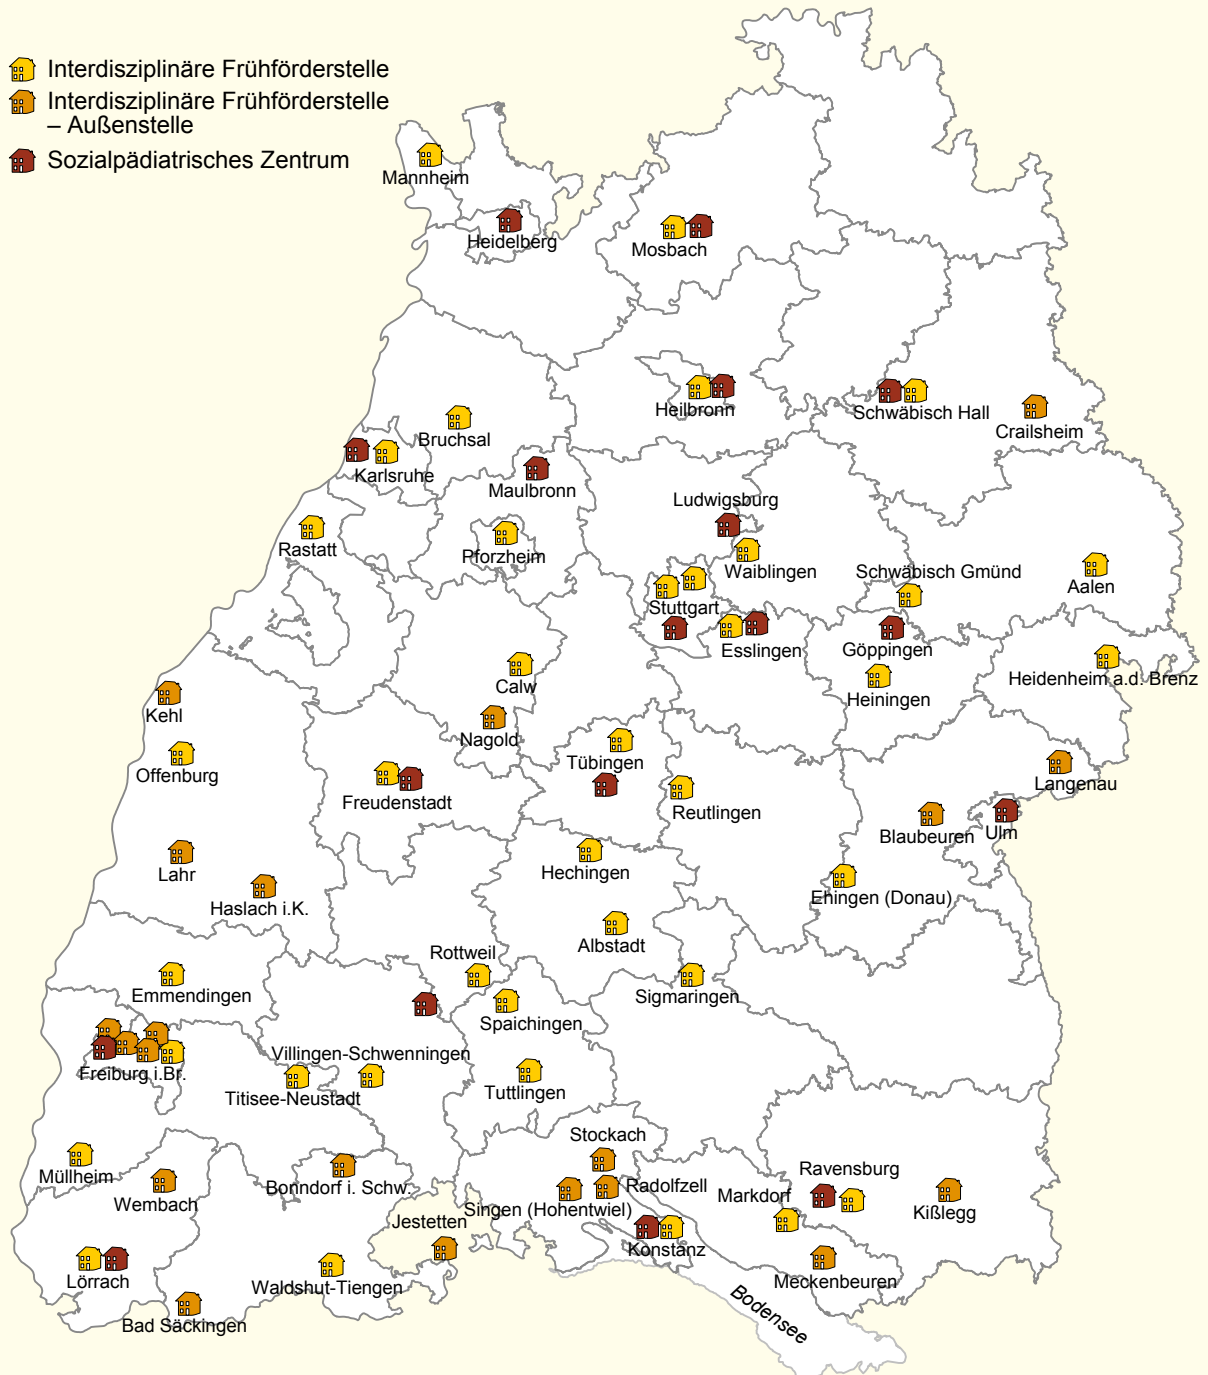 Interdisziplinäre Frühförderstelle
Interdisziplinäre Frühförderstelle
– Außenstelle
Sozialpädiatrisches Zentrum
Mannheim
Heidelberg
Mosbach
Heilbronn
Schwäbisch Hall
Crailsheim
Bruchsal
Karlsruhe
Maulbronn
Ludwigsburg
Rastatt
Pforzheim
Waiblingen
Schwäbisch Gmünd
Aalen
Stuttgart
Esslingen
Göppingen
Heidenheim a.d. Brenz
Calw
Heiningen
Kehl
Nagold
Tübingen
Offenburg
Freudenstadt
Reutlingen
Langenau
Blaubeuren
Ulm
Lahr
Hechingen
Haslach i.K.
Ehingen (Donau)
Albstadt
Rottweil
Emmendingen
Sigmaringen
Spaichingen
Villingen-Schwenningen
Freiburg i.Br.
Titisee-Neustadt
Tuttlingen
Stockach
Müllheim
Wembach
Bonndorf i. Schw.
Ravensburg
Radolfzell
Markdorf
Singen (Hohentwiel)
Kißlegg
Jestetten
Konstanz
Lörrach
Waldshut-Tiengen
Meckenbeuren
Bad Säckingen
Bodensee